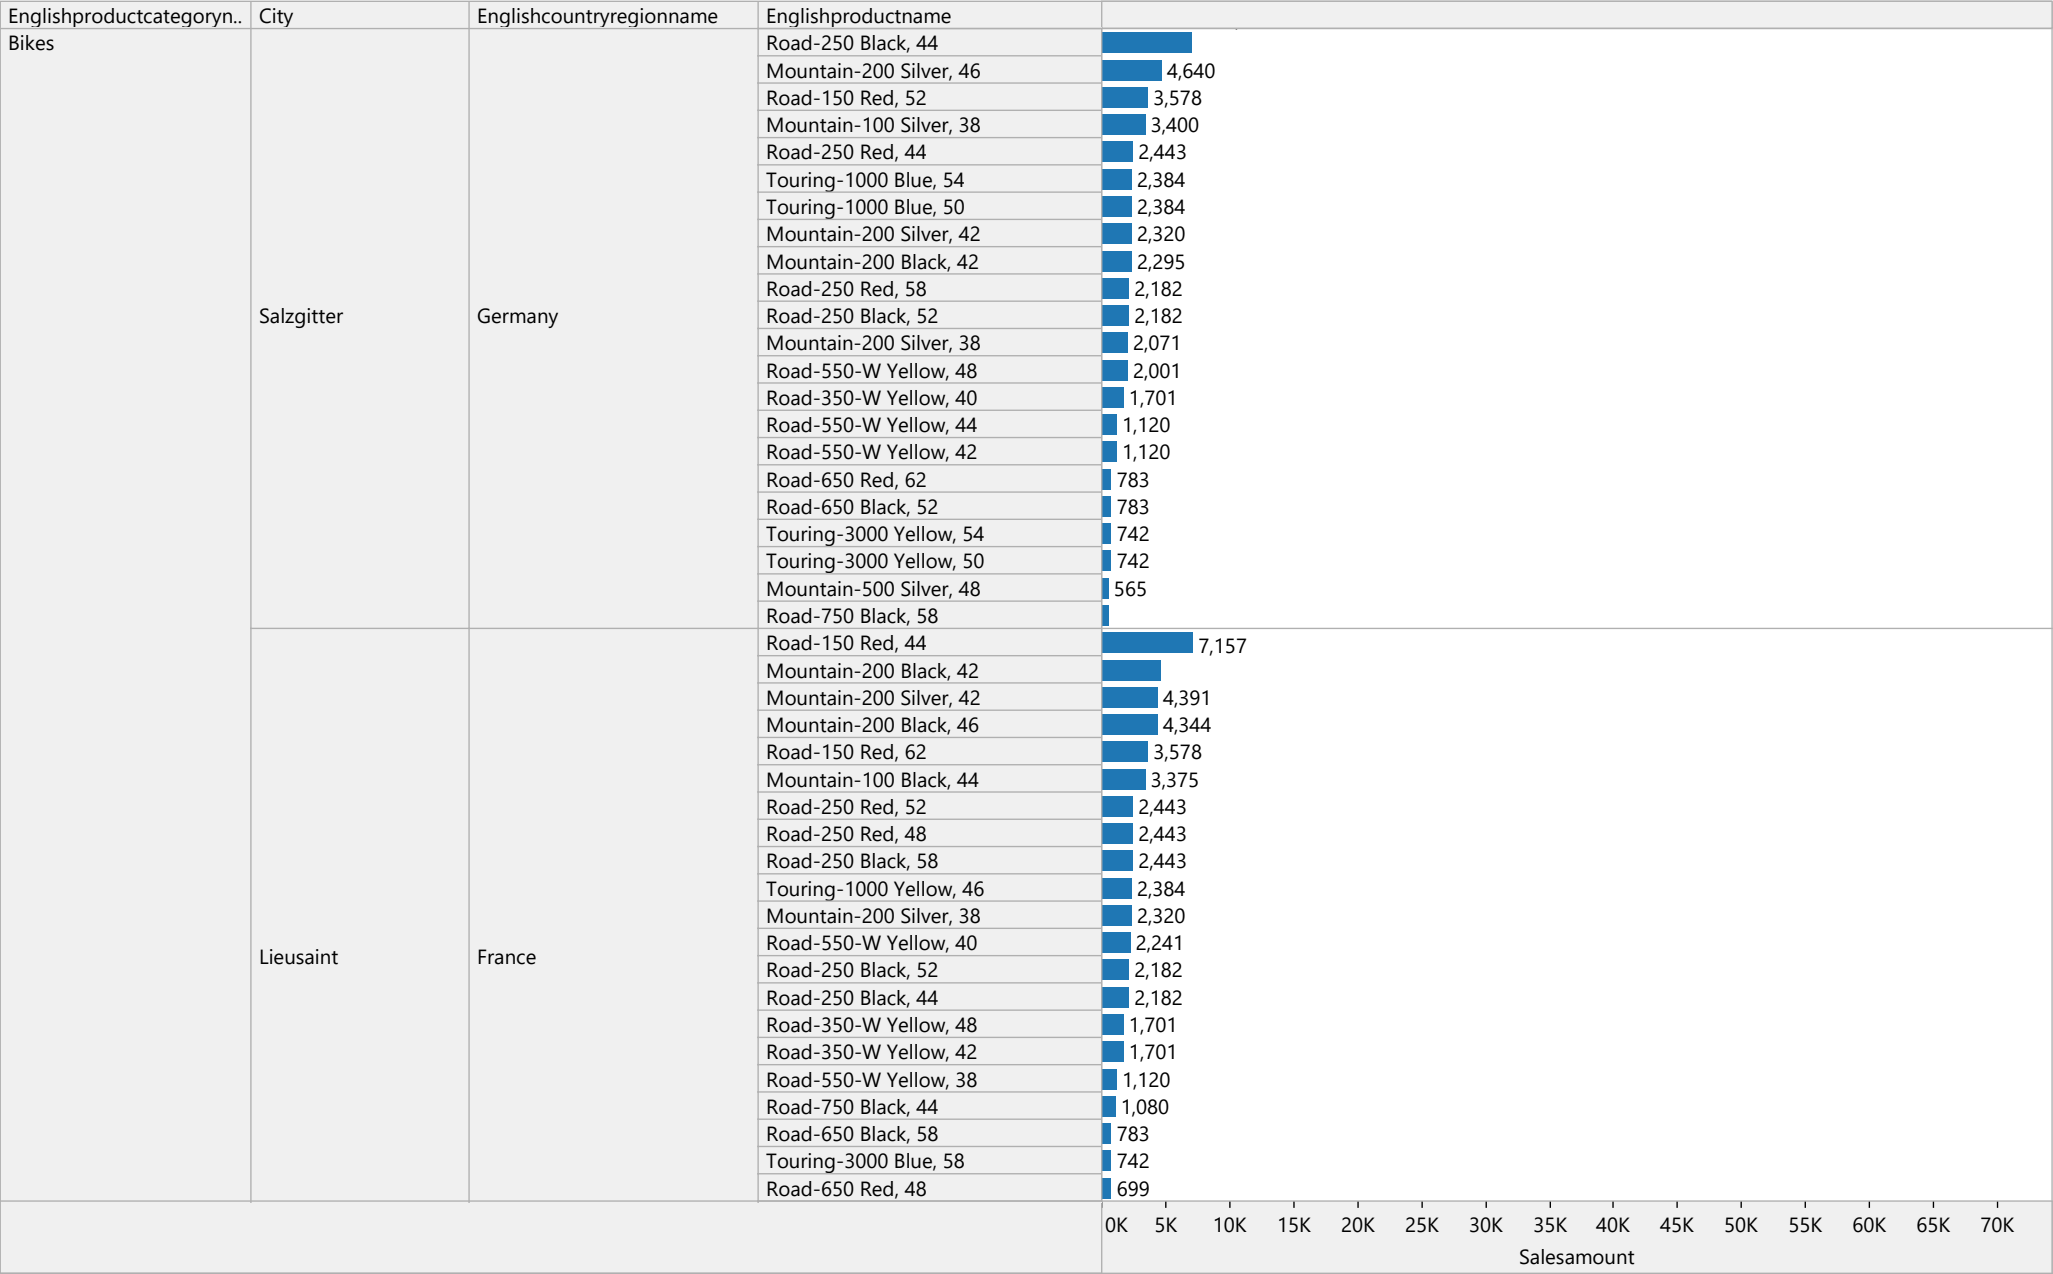 Englishproductcategoryn.. City Englishcountryregionname Englishproductname
Bikes Road-250 Black, 44
Mountain-200 Silver, 46 4,640
Road-150 Red, 52 3,578
Mountain-100 Silver, 38 3,400
Road-250 Red, 44 2,443
Touring-1000 Blue, 54 2,384
Touring-1000 Blue, 50 2,384
Mountain-200 Silver, 42 2,320
Mountain-200 Black, 42 2,295
Road-250 Red, 58 2,182
Salzgitter Germany Road-250 Black, 52 2,182
Mountain-200 Silver, 38 2,071
Road-550-W Yellow, 48 2,001
Road-350-W Yellow, 40 1,701
Road-550-W Yellow, 44 1,120
Road-550-W Yellow, 42 1,120
Road-650 Red, 62 783
Road-650 Black, 52 783
Touring-3000 Yellow, 54 742
Touring-3000 Yellow, 50 742
Mountain-500 Silver, 48 565
Road-750 Black, 58
Road-150 Red, 44 7,157
Mountain-200 Black, 42
Mountain-200 Silver, 42 4,391
Mountain-200 Black, 46 4,344
Road-150 Red, 62 3,578
Mountain-100 Black, 44 3,375
Road-250 Red, 52 2,443
Road-250 Red, 48 2,443
Road-250 Black, 58 2,443
Touring-1000 Yellow, 46 2,384
Mountain-200 Silver, 38 2,320
Road-550-W Yellow, 40 2,241
Lieusaint France
Road-250 Black, 52 2,182
Road-250 Black, 44 2,182
Road-350-W Yellow, 48 1,701
Road-350-W Yellow, 42 1,701
Road-550-W Yellow, 38 1,120
Road-750 Black, 44 1,080
Road-650 Black, 58 783
Touring-3000 Blue, 58 742
Road-650 Red, 48 699
0K 5K 10K 15K 20K 25K 30K 35K 40K 45K 50K 55K 60K 65K 70K
Salesamount